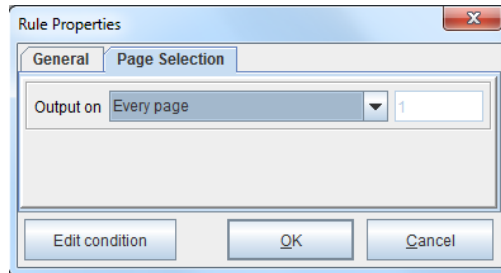 Rule Properties
General Page Selection
Output on Every page 1
Edit condition OK Cancel